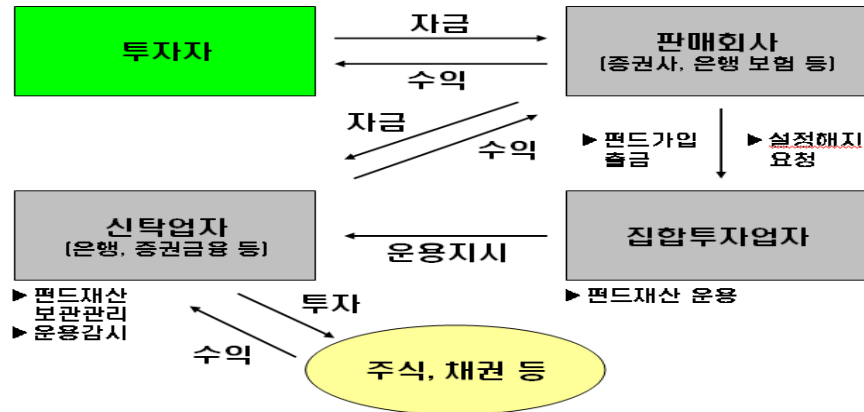 투자자
자금
수익
판매회사
(증권사, 은행 보험 등)
자금
수익
▶ 펀드가입
출금
▶ 설정해지
요청
신탁업자
(은행, 증권금융 등)
운용지시
집합투자업자
▶ 펀드재산
보관관리
▶ 운용감시
▶ 펀드재산 운용
투자
수익
주식, 채권 등